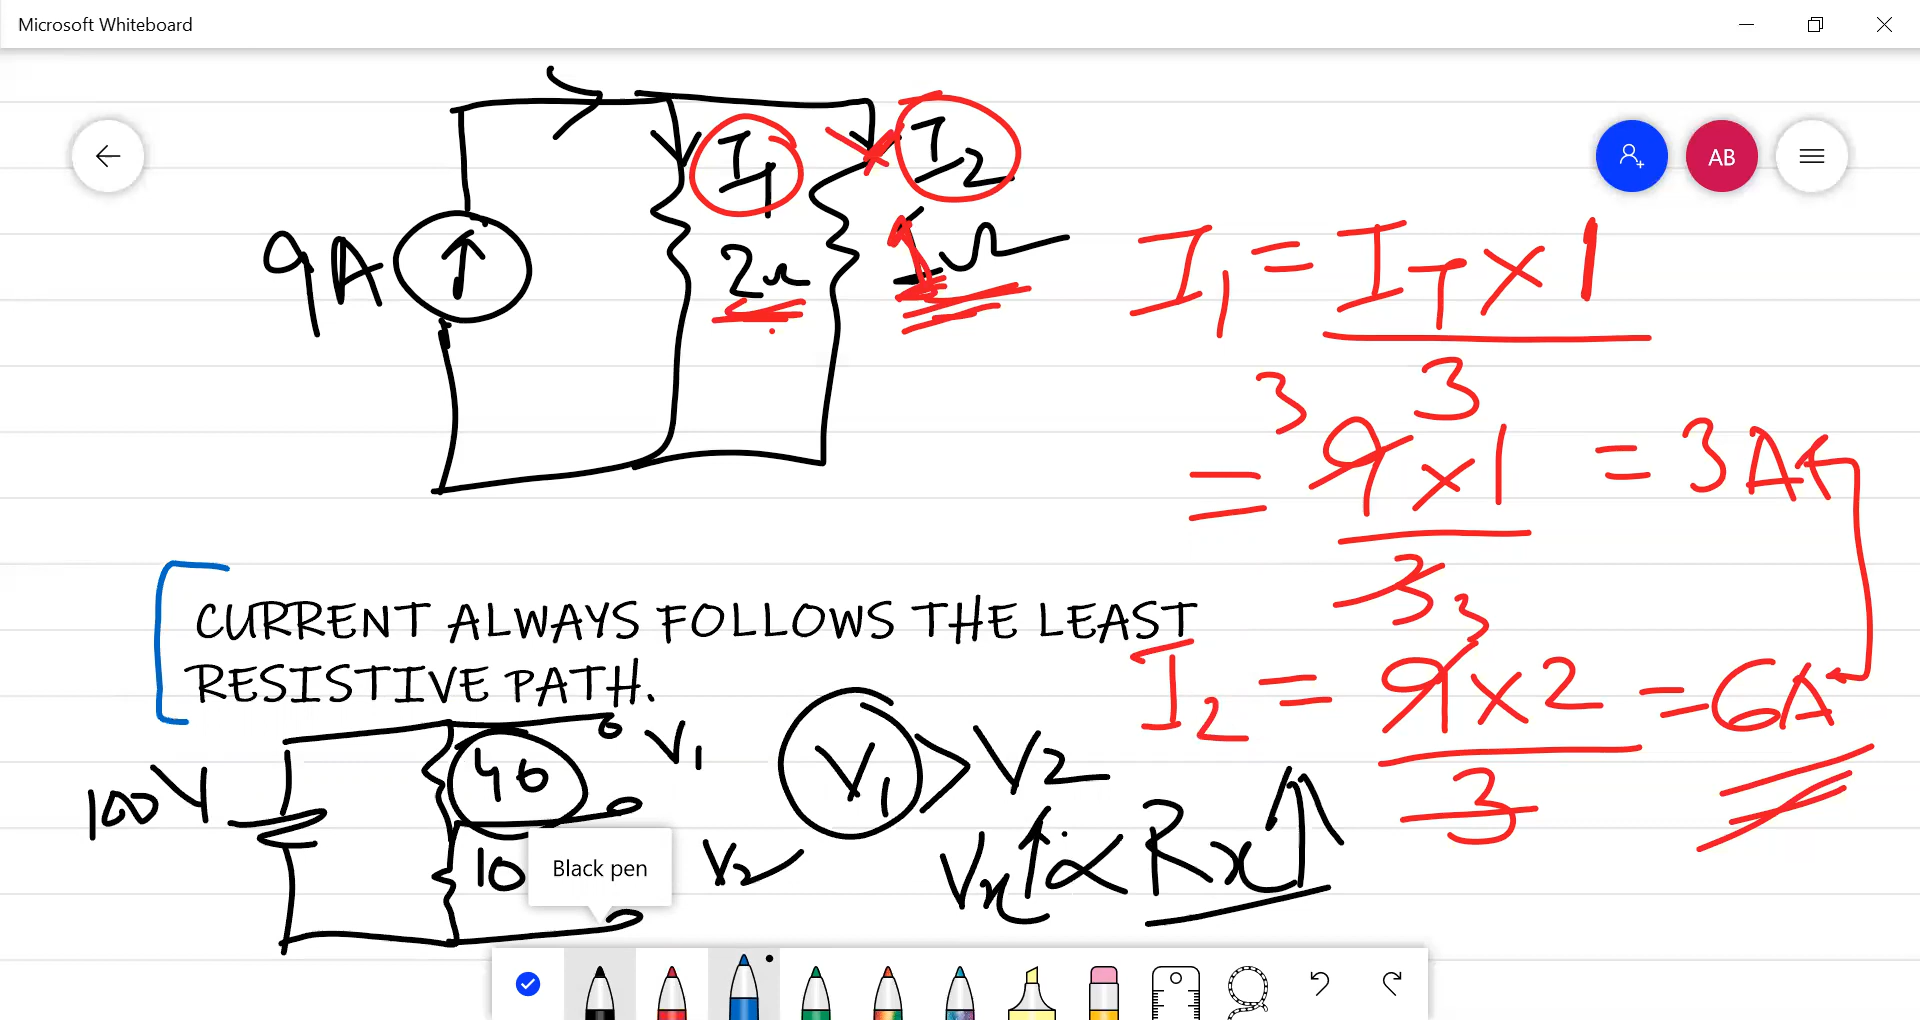 Microsoft Whiteboard
AB
I1
I2
9A
2Ω
1Ω
I1 = IT × 1
3
3
= 9 × 1 = 3A
3
CURRENT ALWAYS FOLLOWS THE LEAST
RESISTIVE PATH.
3
I2 = 9 × 2 = 6A
3
100V
V1
V1 > V2
10
V2
Vx ↑ ∝ Rx ↑
Black pen